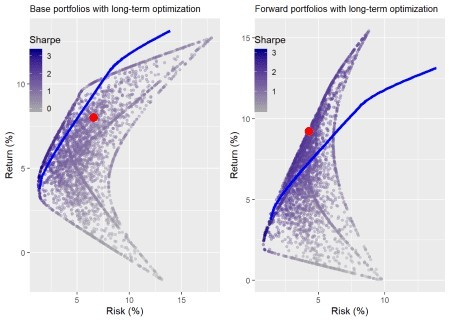 Base portfolios with long-term optimization
Sharpe
3
2
1
0
10
5
0
Return (%)
5
10
15
Risk (%)
Forward portfolios with long-term optimization
Sharpe
3
2
1
15
10
5
0
Return (%)
5
10
Risk (%)